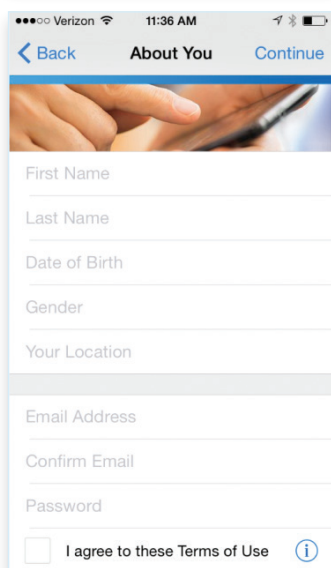 Verizon 11:36 AM
Back About You Continue
First Name
Last Name
Date of Birth
Gender
Your Location
Email Address
Confirm Email
Password
I agree to these Terms of Use i